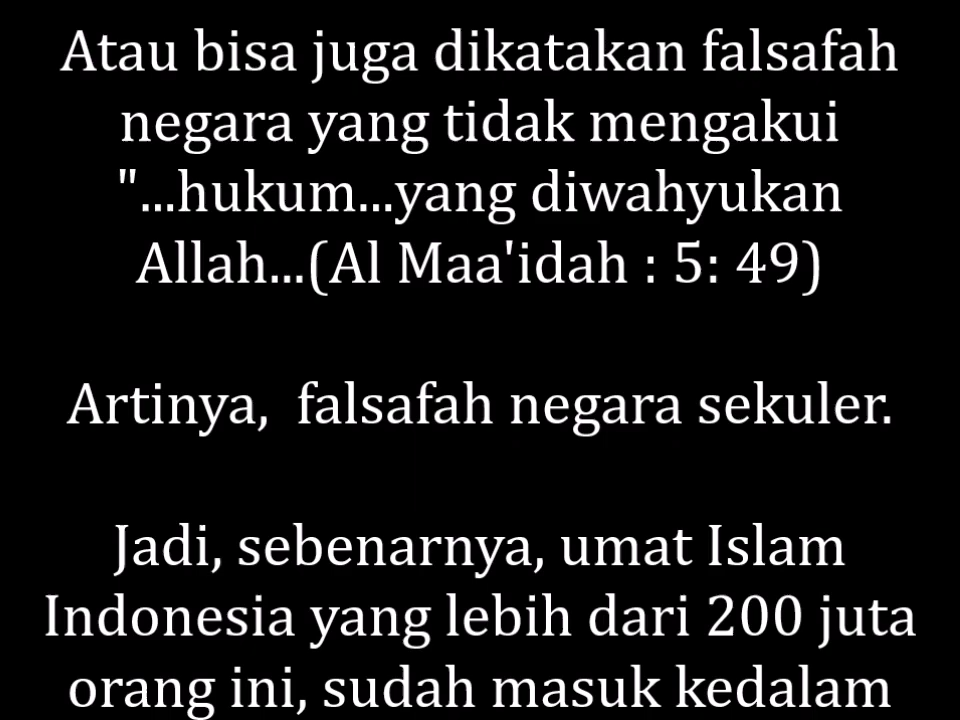 Atau bisa juga dikatakan falsafah
negara yang tidak mengakui
"...hukum...yang diwahyukan
Allah...(Al Maa'idah : 5: 49)
Artinya,  falsafah negara sekuler.
Jadi, sebenarnya, umat Islam
Indonesia yang lebih dari 200 juta
orang ini, sudah masuk kedalam